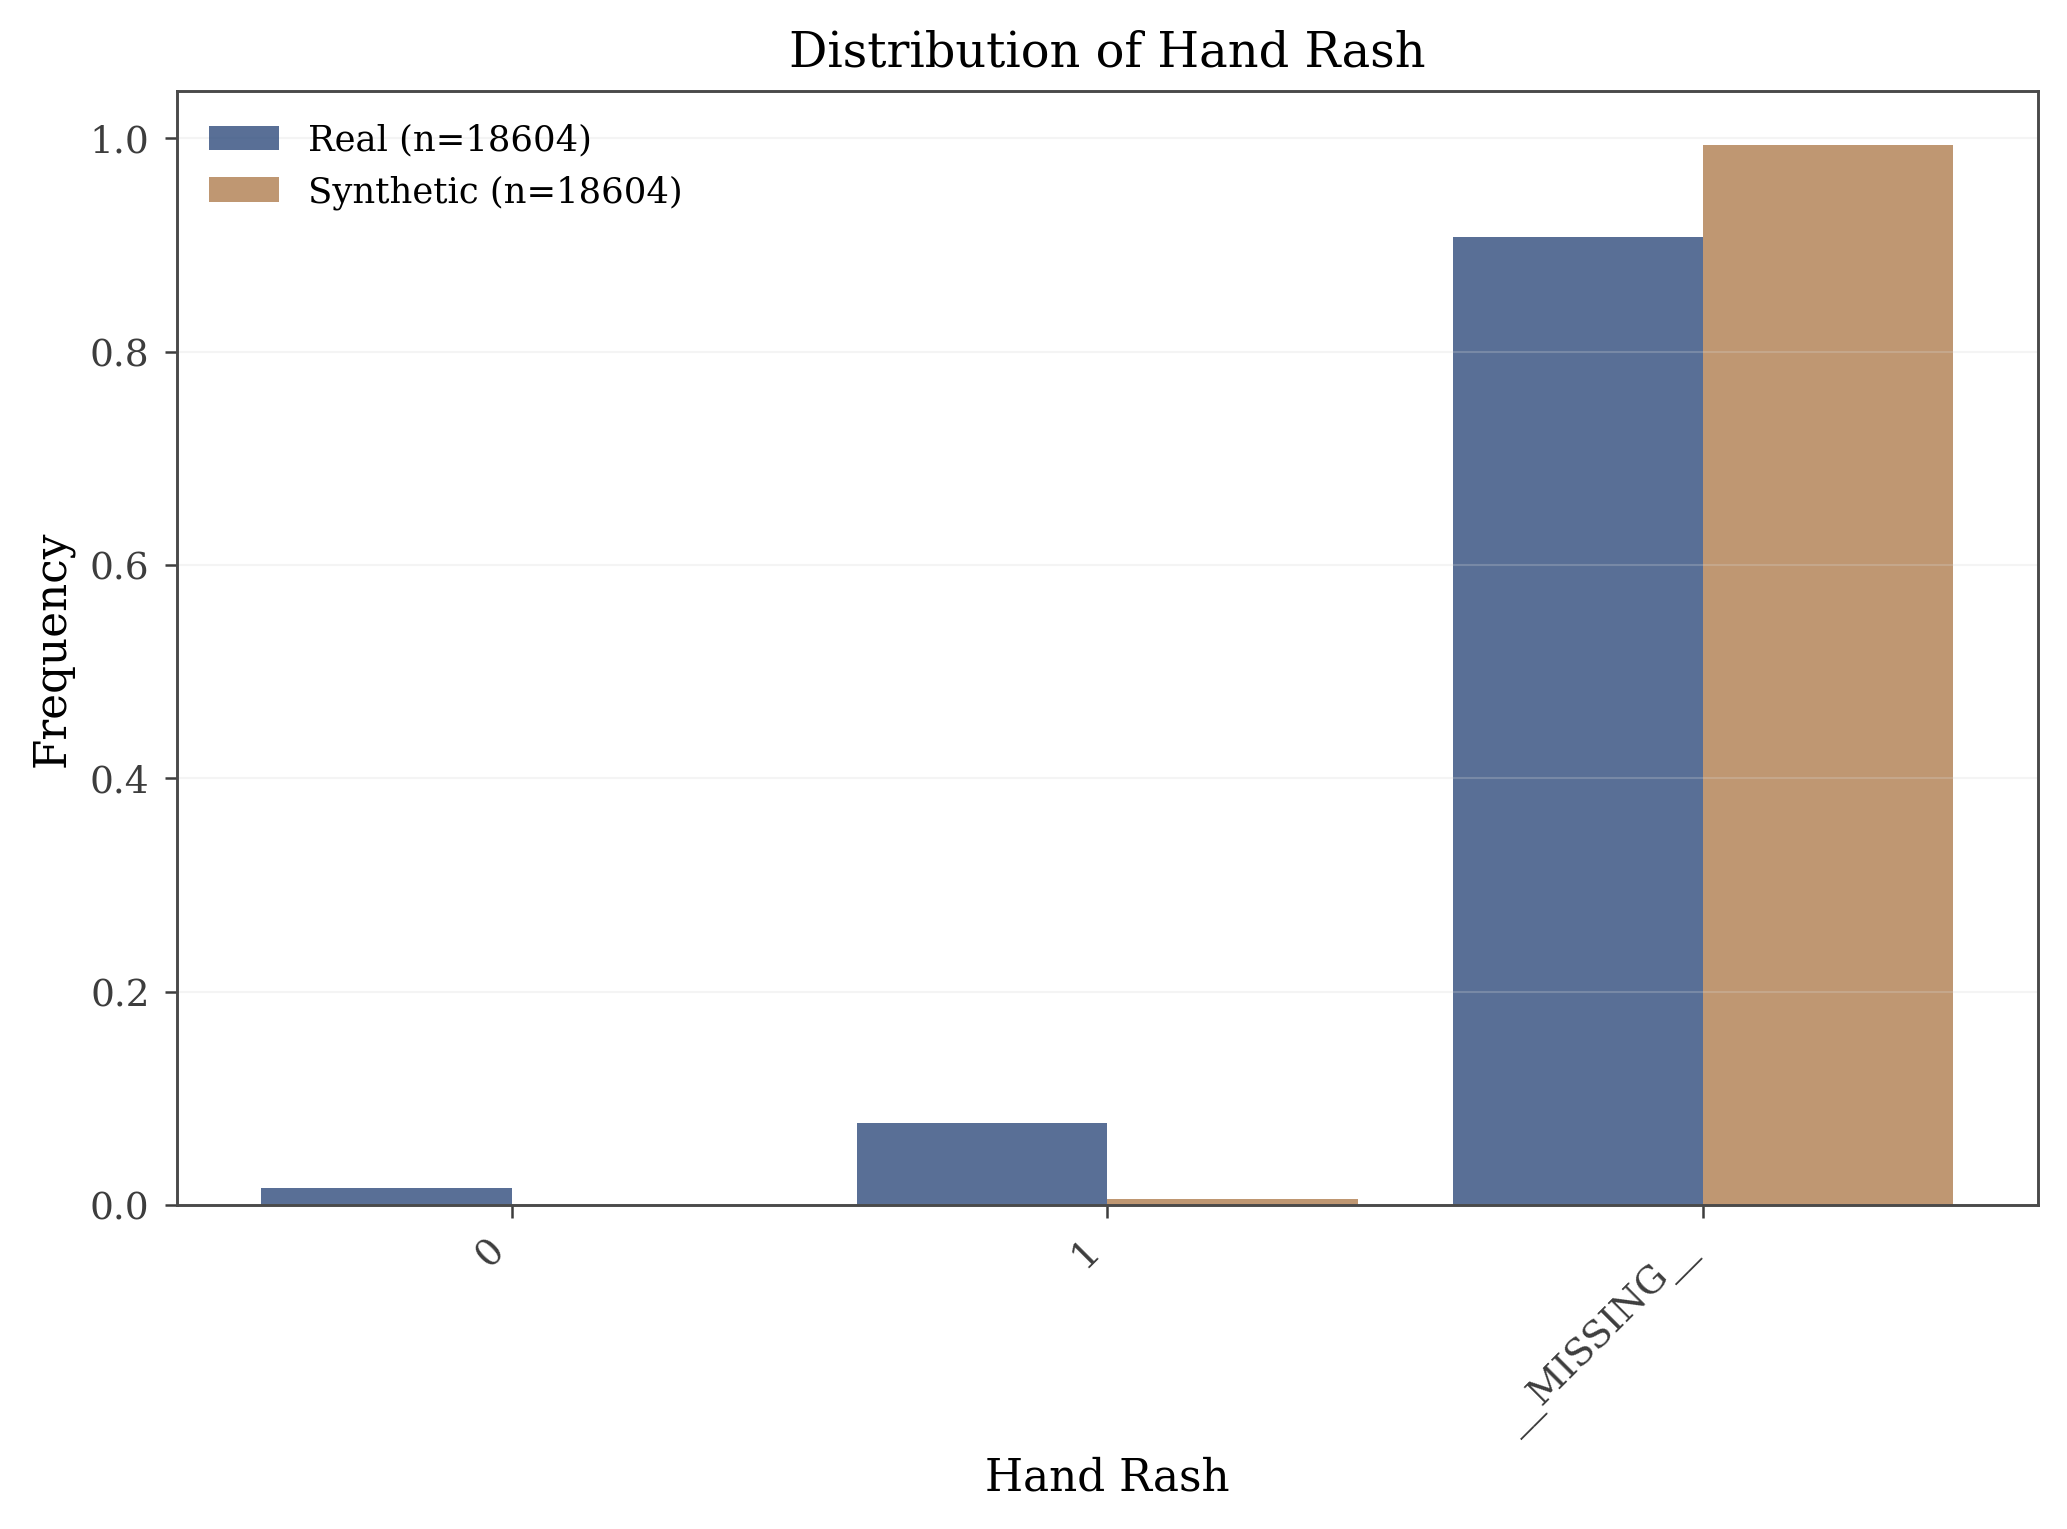 Distribution of Hand Rash
Real (n=18604)
Synthetic (n=18604)
Frequency
1.0
0.8
0.6
0.4
0.2
0.0
0
1
__MISSING__
Hand Rash